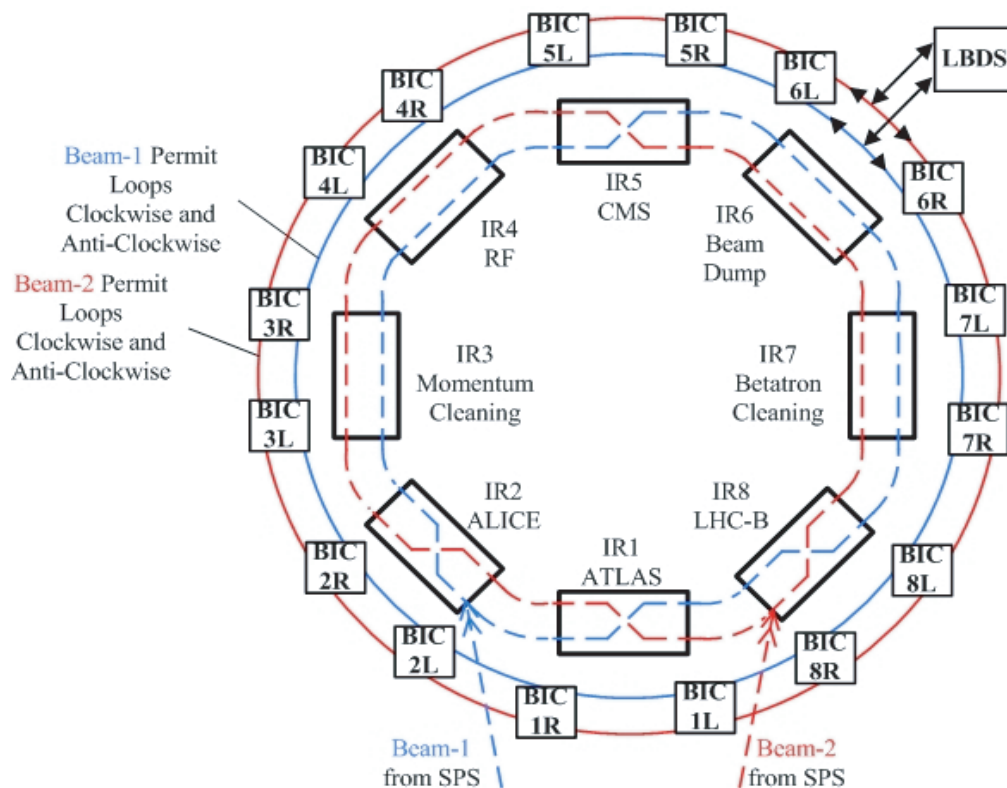 BIC
5L
BIC
5R
BIC
6L
LBDS
BIC
4R
BIC
4L
BIC
6R
Beam-1 Permit
Loops
Clockwise and
Anti-Clockwise
IR5
CMS
IR4
RF
IR6
Beam
Dump
Beam-2 Permit
Loops
Clockwise and
Anti-Clockwise
BIC
3R
BIC
7L
IR3
Momentum
Cleaning
IR7
Betatron
Cleaning
BIC
3L
BIC
7R
IR2
ALICE
IR8
LHC-B
IR1
ATLAS
BIC
2R
BIC
8L
BIC
2L
BIC
8R
BIC
1R
BIC
1L
Beam-1
from SPS
Beam-2
from SPS